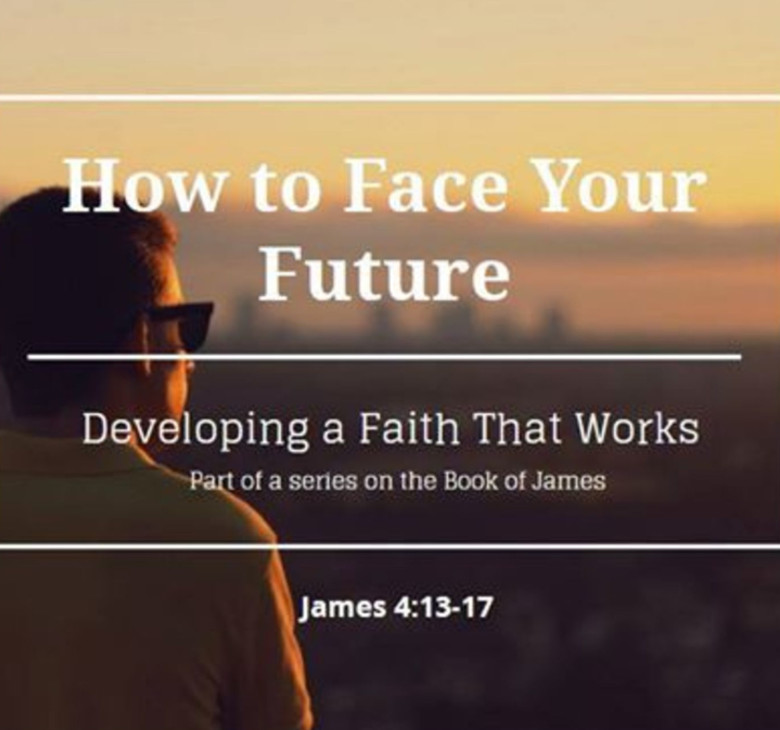 How to Face Your
Future
Developing a Faith That Works
Part of a series on the Book of James
James 4:13-17